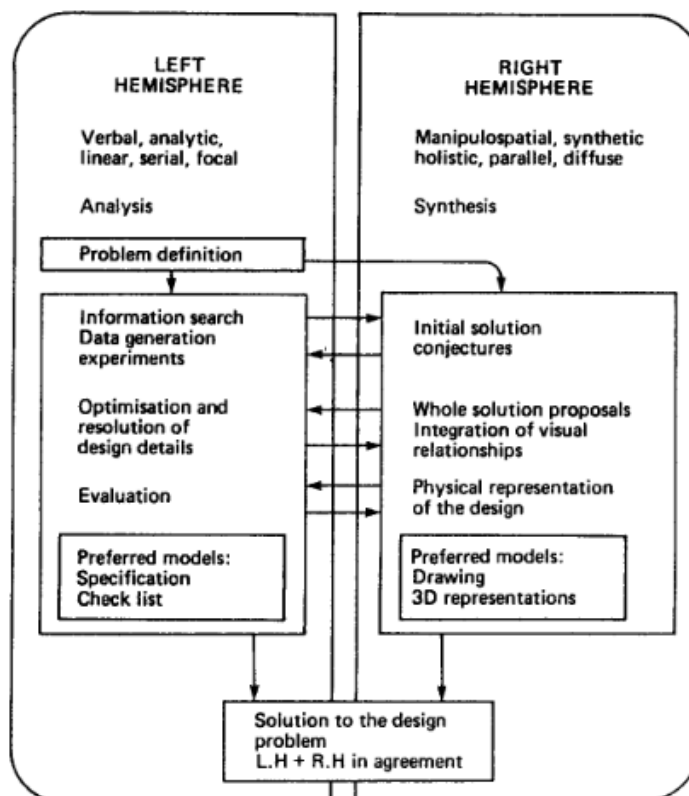 LEFT
HEMISPHERE
Verbal, analytic,
linear, serial, focal
Analysis
Problem definition
Information search
Data generation
experiments
Optimisation and
resolution of
design details
Evaluation
Preferred models:
Specification
Check list
RIGHT
HEMISPHERE
Manipulospatial, synthetic
holistic, parallel, diffuse
Synthesis
Initial solution
conjectures
Whole solution proposals
Integration of visual
relationships
Physical representation
of the design
Preferred models:
Drawing
3D representations
Solution to the design
problem
L.H + R.H in agreement